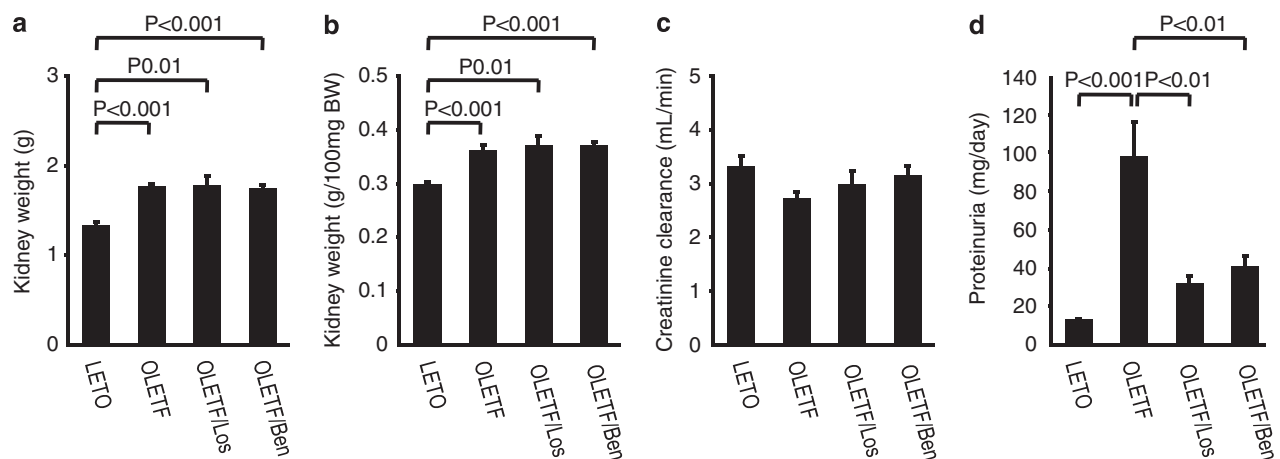 a
P<0.001
P0.01
P<0.001
Kidney weight (g)
3
2
1
0
LETO
OLETF
OLETF/Los
OLETF/Ben
b
P<0.001
P0.01
P<0.001
Kidney weight (g/100mg BW)
0.5
0.4
0.3
0.2
0.1
0
LETO
OLETF
OLETF/Los
OLETF/Ben
c
Creatinine clearance (mL/min)
5
4
3
2
1
0
LETO
OLETF
OLETF/Los
OLETF/Ben
d
P<0.01
P<0.001 P<0.01
Proteinuria (mg/day)
140
120
100
80
60
40
20
0
LETO
OLETF
OLETF/Los
OLETF/Ben